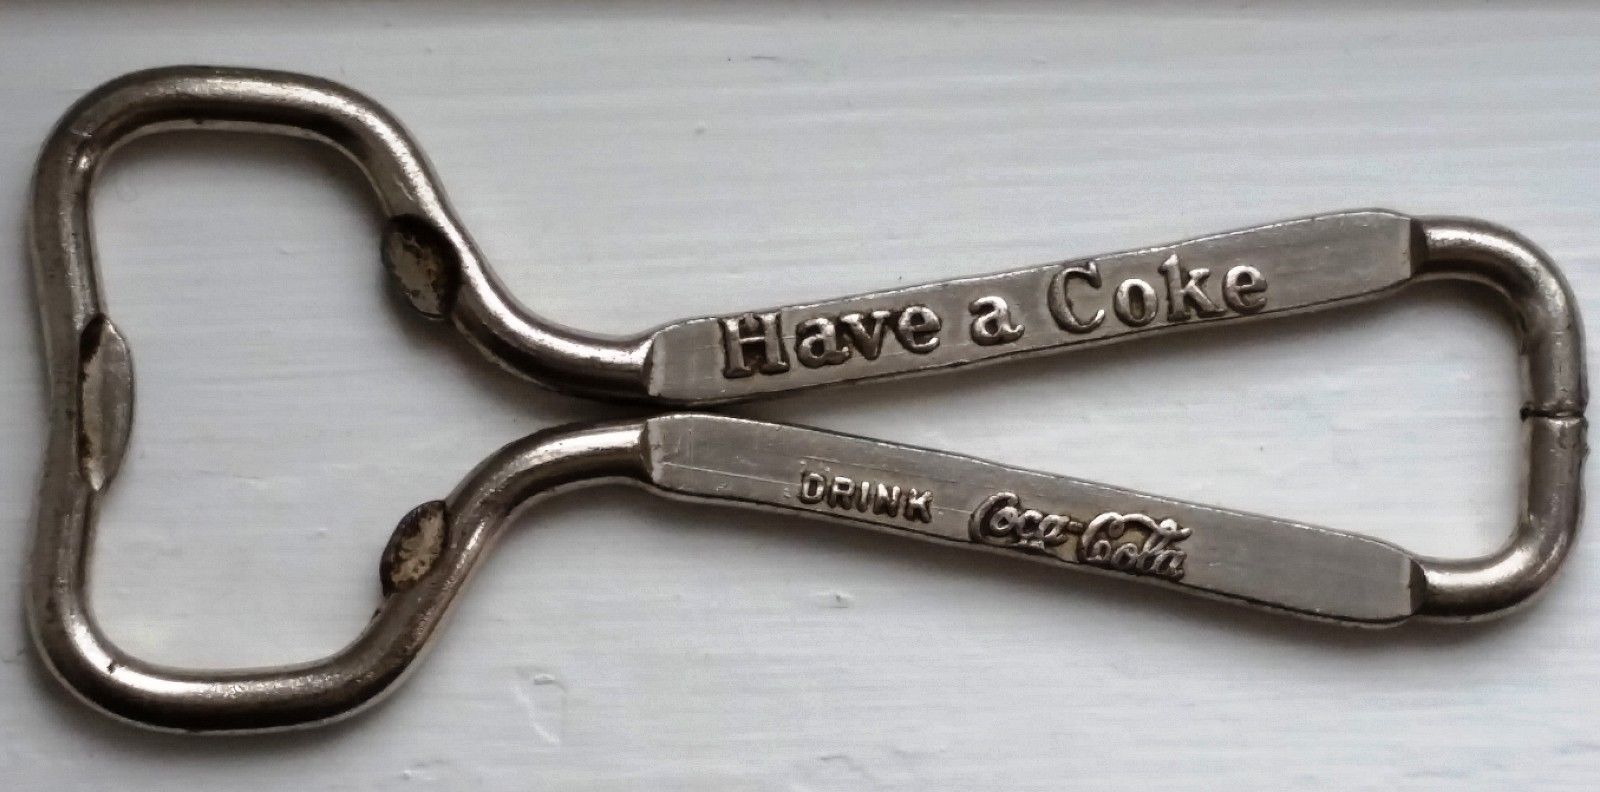 Have a Coke
DRINK Coca-Cola